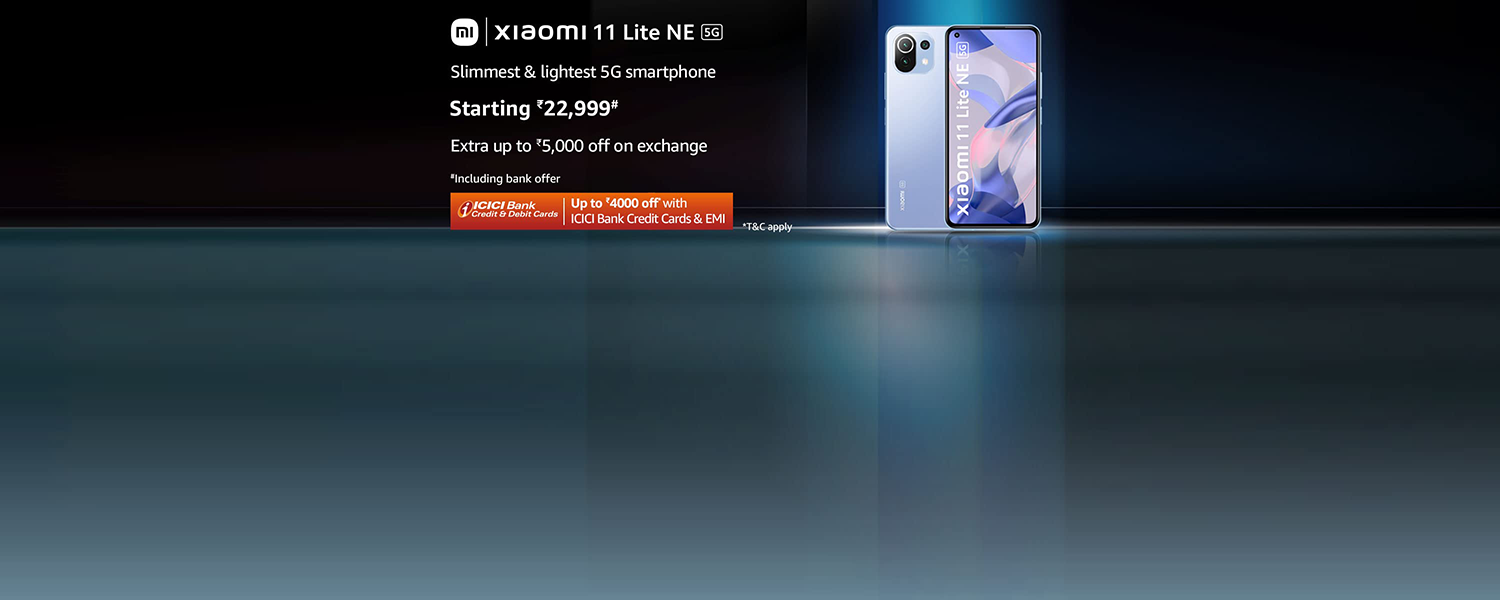 mi | xiaomi 11 Lite NE 5G
Slimmest & lightest 5G smartphone
Starting ₹22,999#
Extra up to ₹5,000 off on exchange
#Including bank offer
ICICI Bank
Credit & Debit Cards
Up to ₹4000 off* with
ICICI Bank Credit Cards & EMI
*T&C apply
xiaomi 11 Lite NE 5G
xiaomi 5G